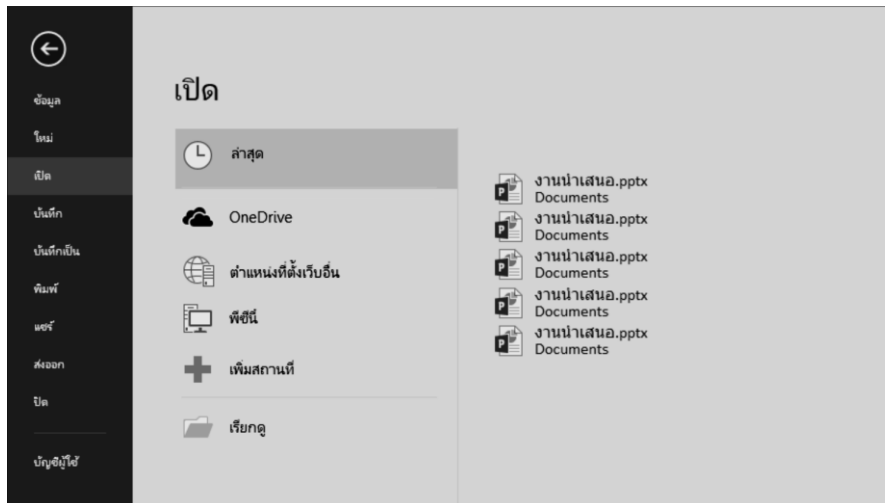 ข้อมูล
ใหม่
เปิด
บันทึก
บันทึกเป็น
พิมพ์
แชร์
ส่งออก
ปิด
บัญชีผู้ใช้
เปิด
ล่าสุด
OneDrive
ตำแหน่งที่ตั้งเว็บอื่น
พีซีนี้
เพิ่มสถานที่
เรียกดู
งานนำเสนอ.pptx
Documents
งานนำเสนอ.pptx
Documents
งานนำเสนอ.pptx
Documents
งานนำเสนอ.pptx
Documents
งานนำเสนอ.pptx
Documents